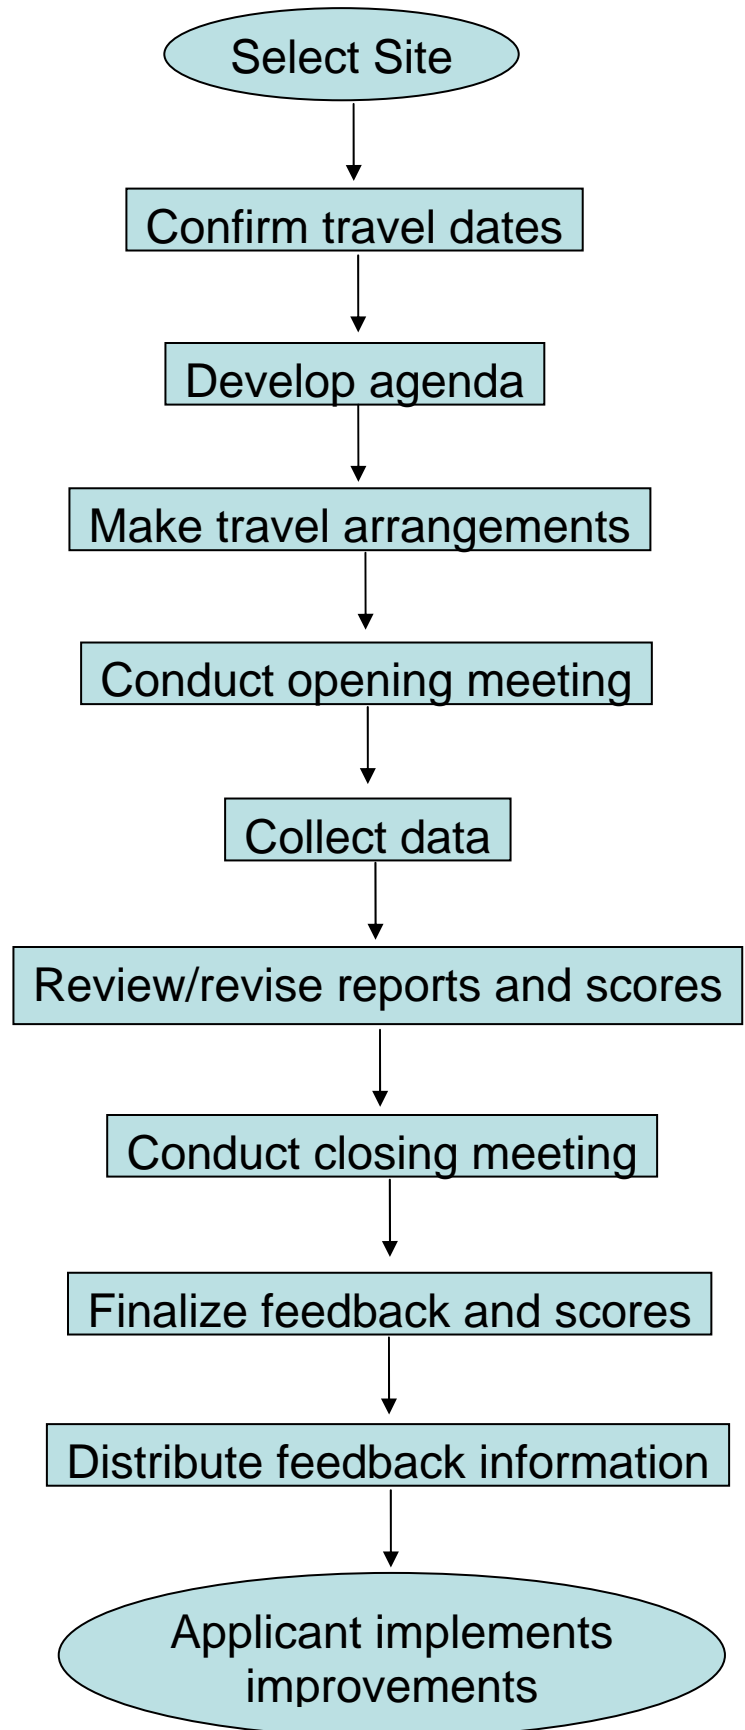 Select Site
Confirm travel dates
Develop agenda
Make travel arrangements
Conduct opening meeting
Collect data
Review/revise reports and scores
Conduct closing meeting
Finalize feedback and scores
Distribute feedback information
Applicant implements
improvements